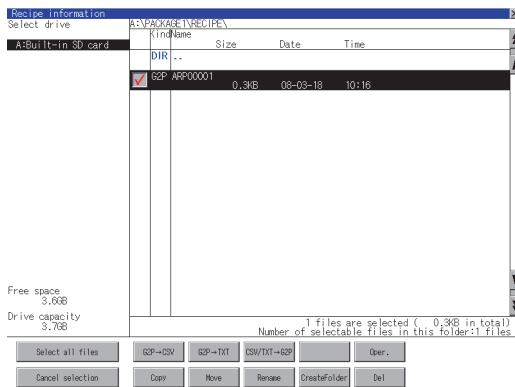 Recipe information
Select drive
A:\PACKAGE1\RECIPE\
Kind Name
Size Date Time
A:Built-in SD card
DIR ..
G2P ARP00001
0.3KB 08-03-18 10:16
Free space
3.6GB
Drive capacity
3.7GB
1 files are selected ( 0.3KB in total)
Number of selectable files in this folder:1 files
Select all files G2P→CSV G2P→TXT CSV/TXT→G2P Oper.
Cancel selection Copy Move Rename CreateFolder Del